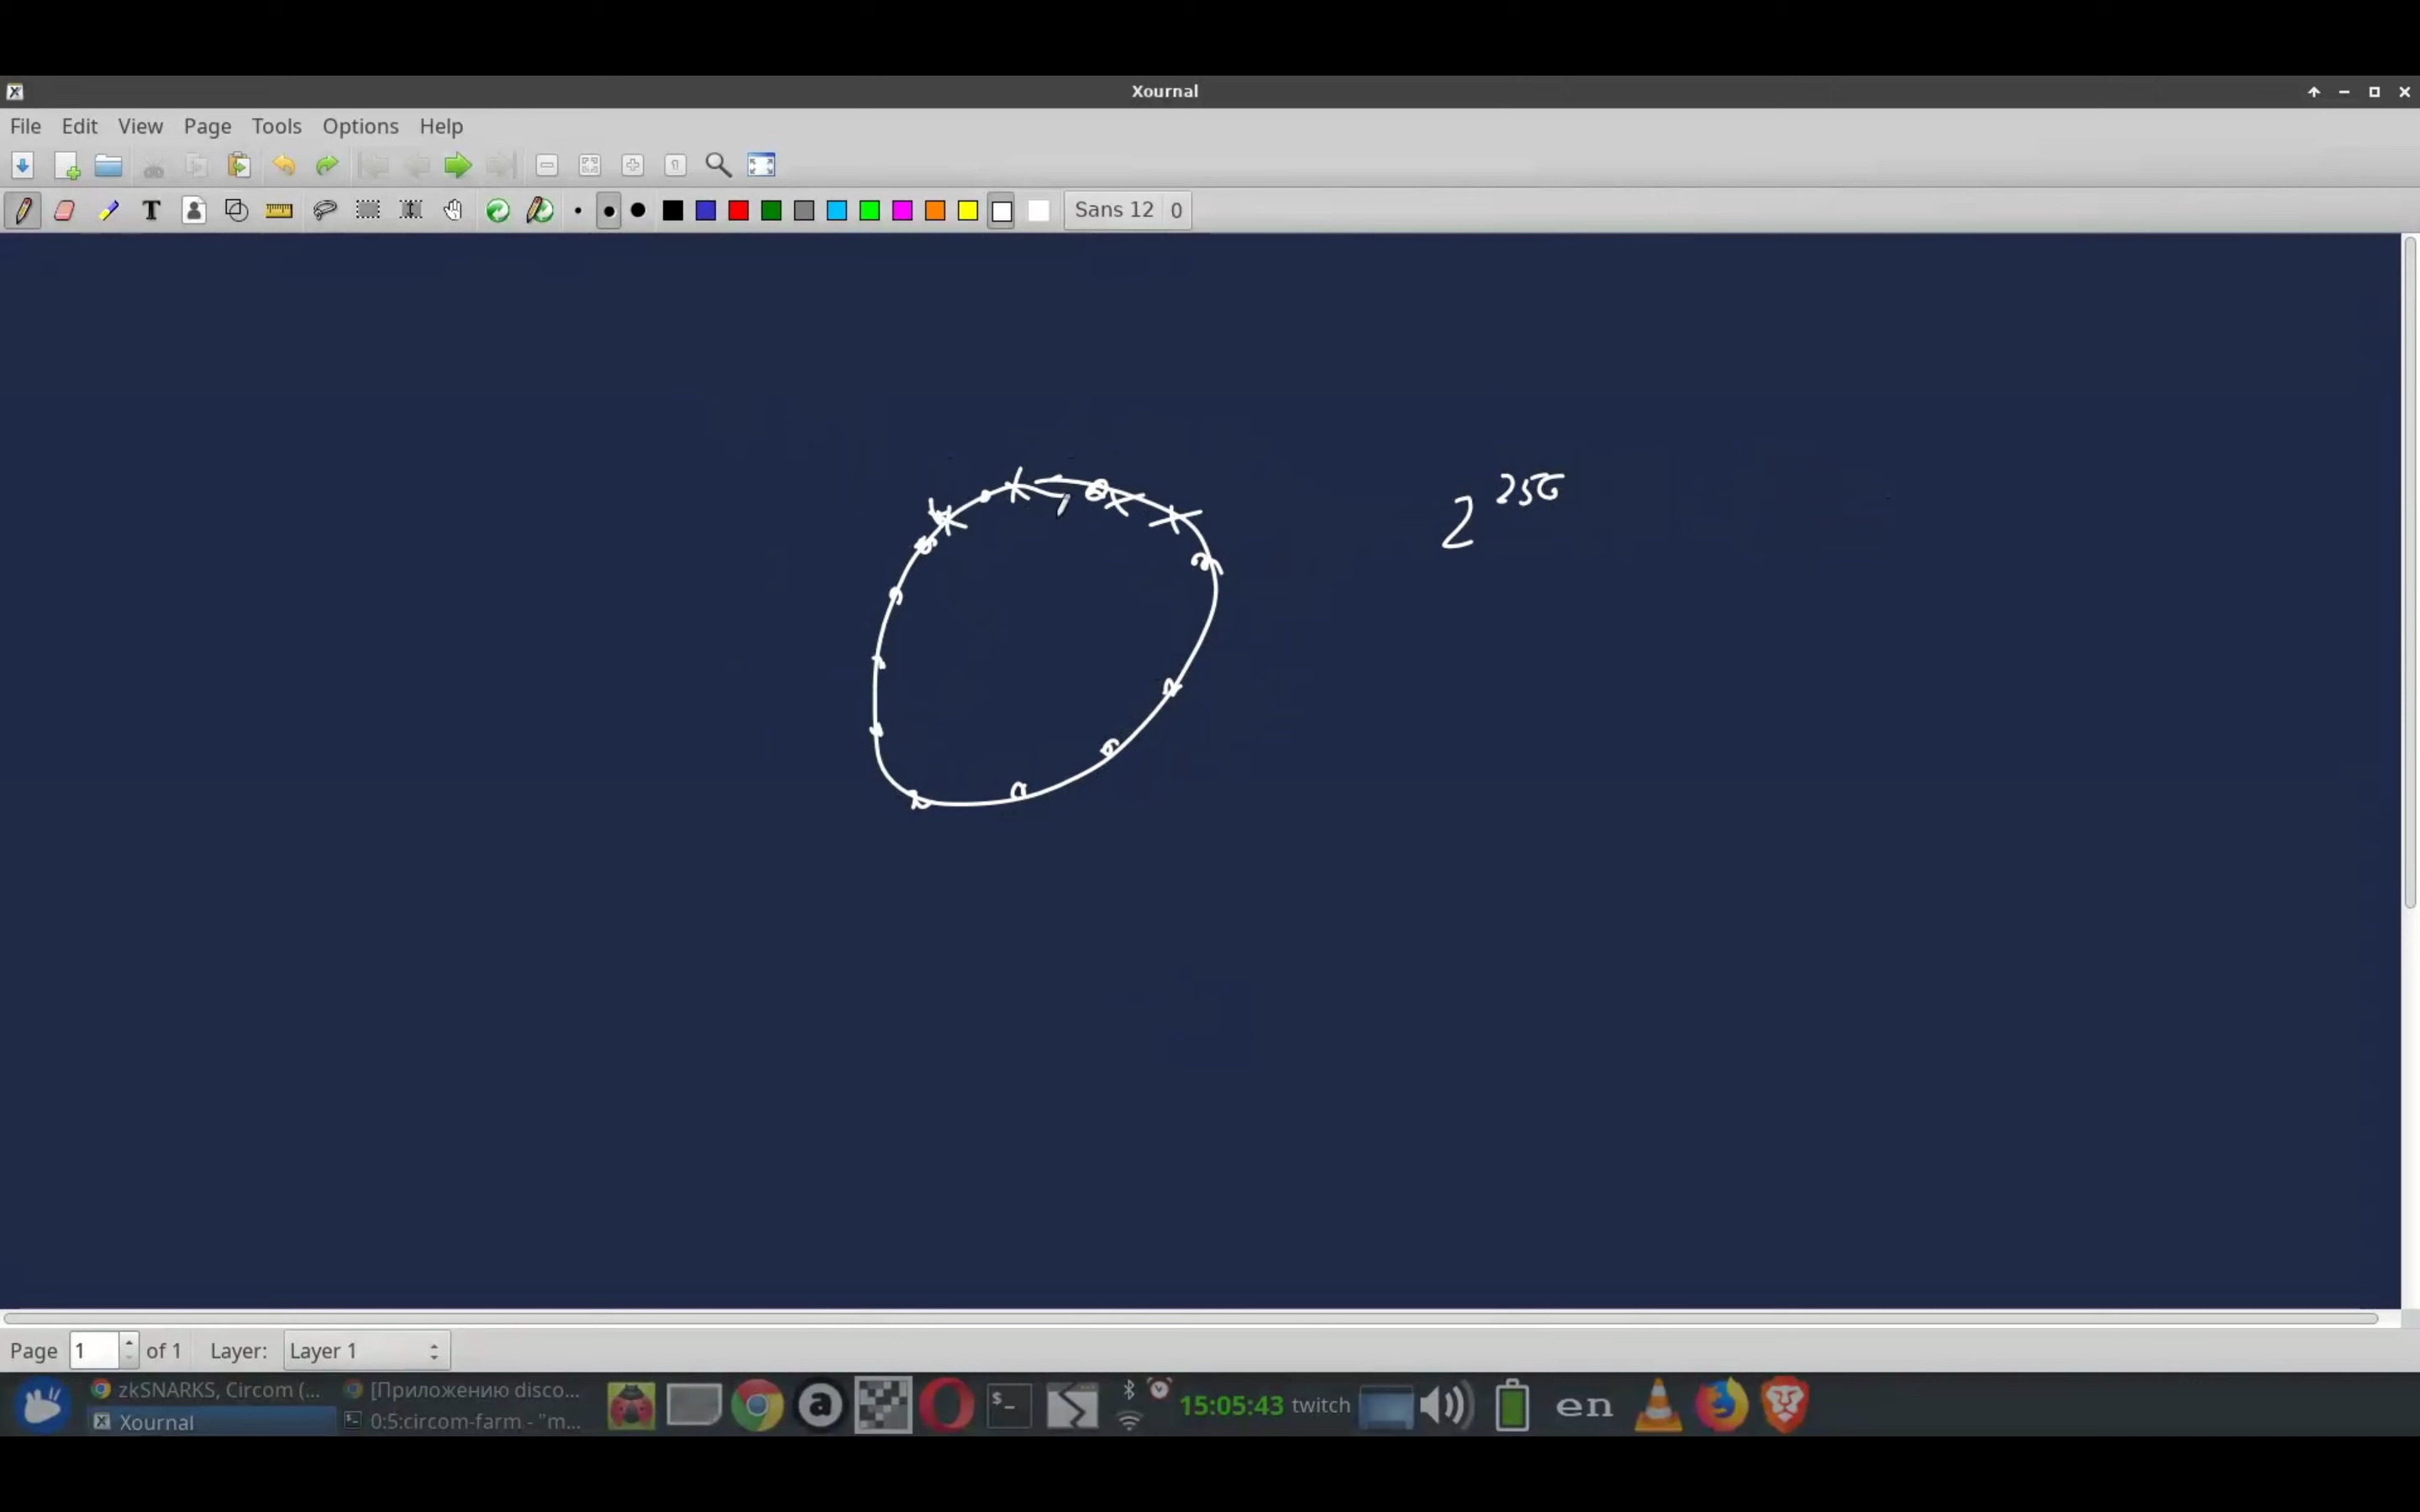 Xournal
File Edit View Page Tools Options Help
Sans 12 0
2^256
Page 1 of 1 Layer: Layer 1
zkSNARKS, Circom (... [Приложению disco...
15:05:43 twitch en
Xournal 0:5:circom-farm - "m...